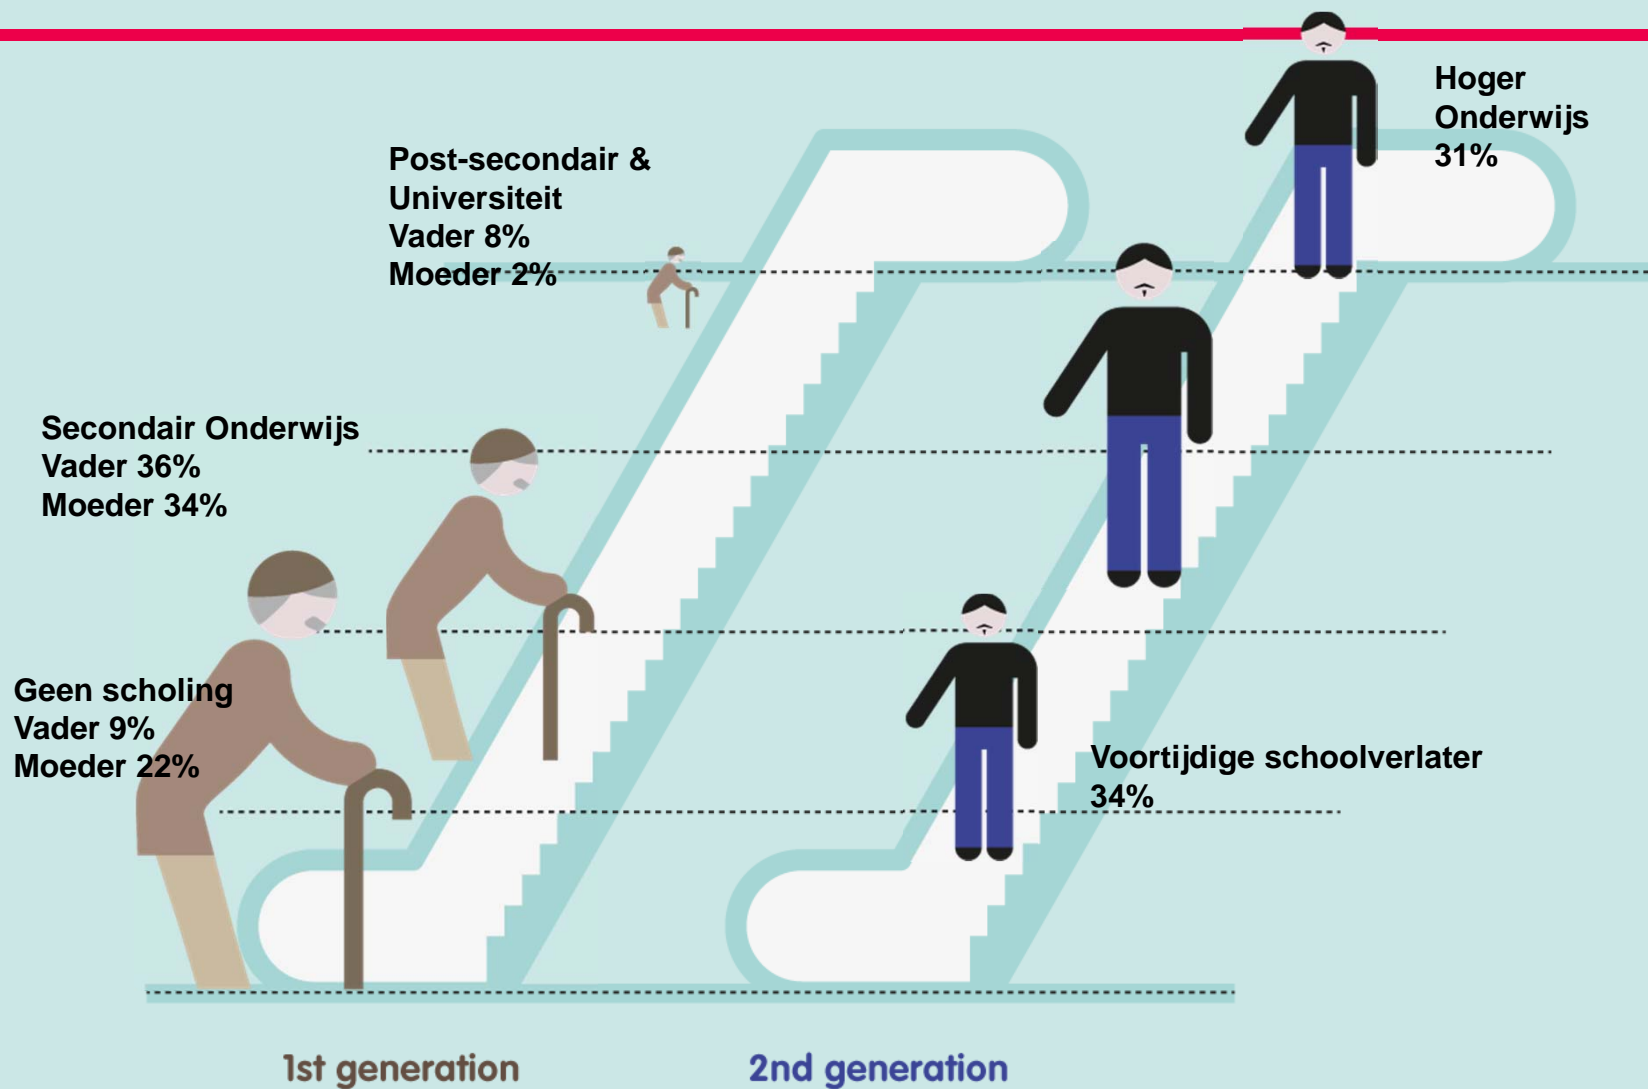 Hoger
Onderwijs
31%
Post-secondair &
Universiteit
Vader 8%
Moeder 2%
Secondair Onderwijs
Vader 36%
Moeder 34%
Geen scholing
Vader 9%
Moeder 22%
Voortijdige schoolverlater
34%
1st generation
2nd generation